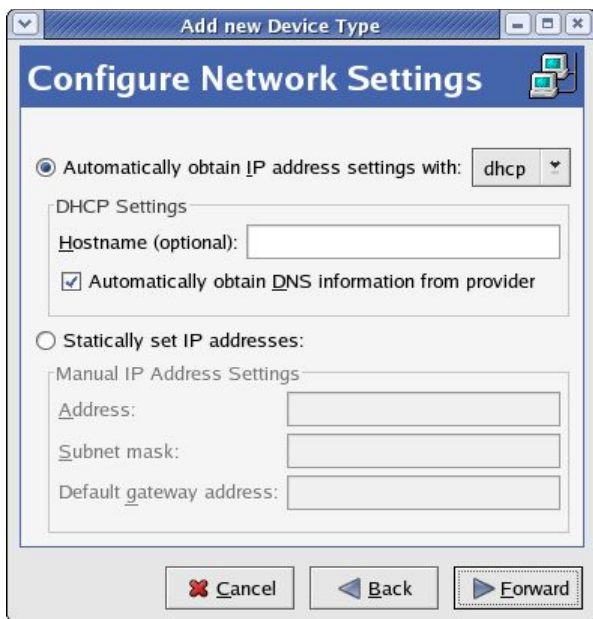 Add new Device Type
Configure Network Settings
Automatically obtain IP address settings with: dhcp
DHCP Settings
Hostname (optional):
Automatically obtain DNS information from provider
Statically set IP addresses:
Manual IP Address Settings
Address:
Subnet mask:
Default gateway address:
Cancel Back Forward